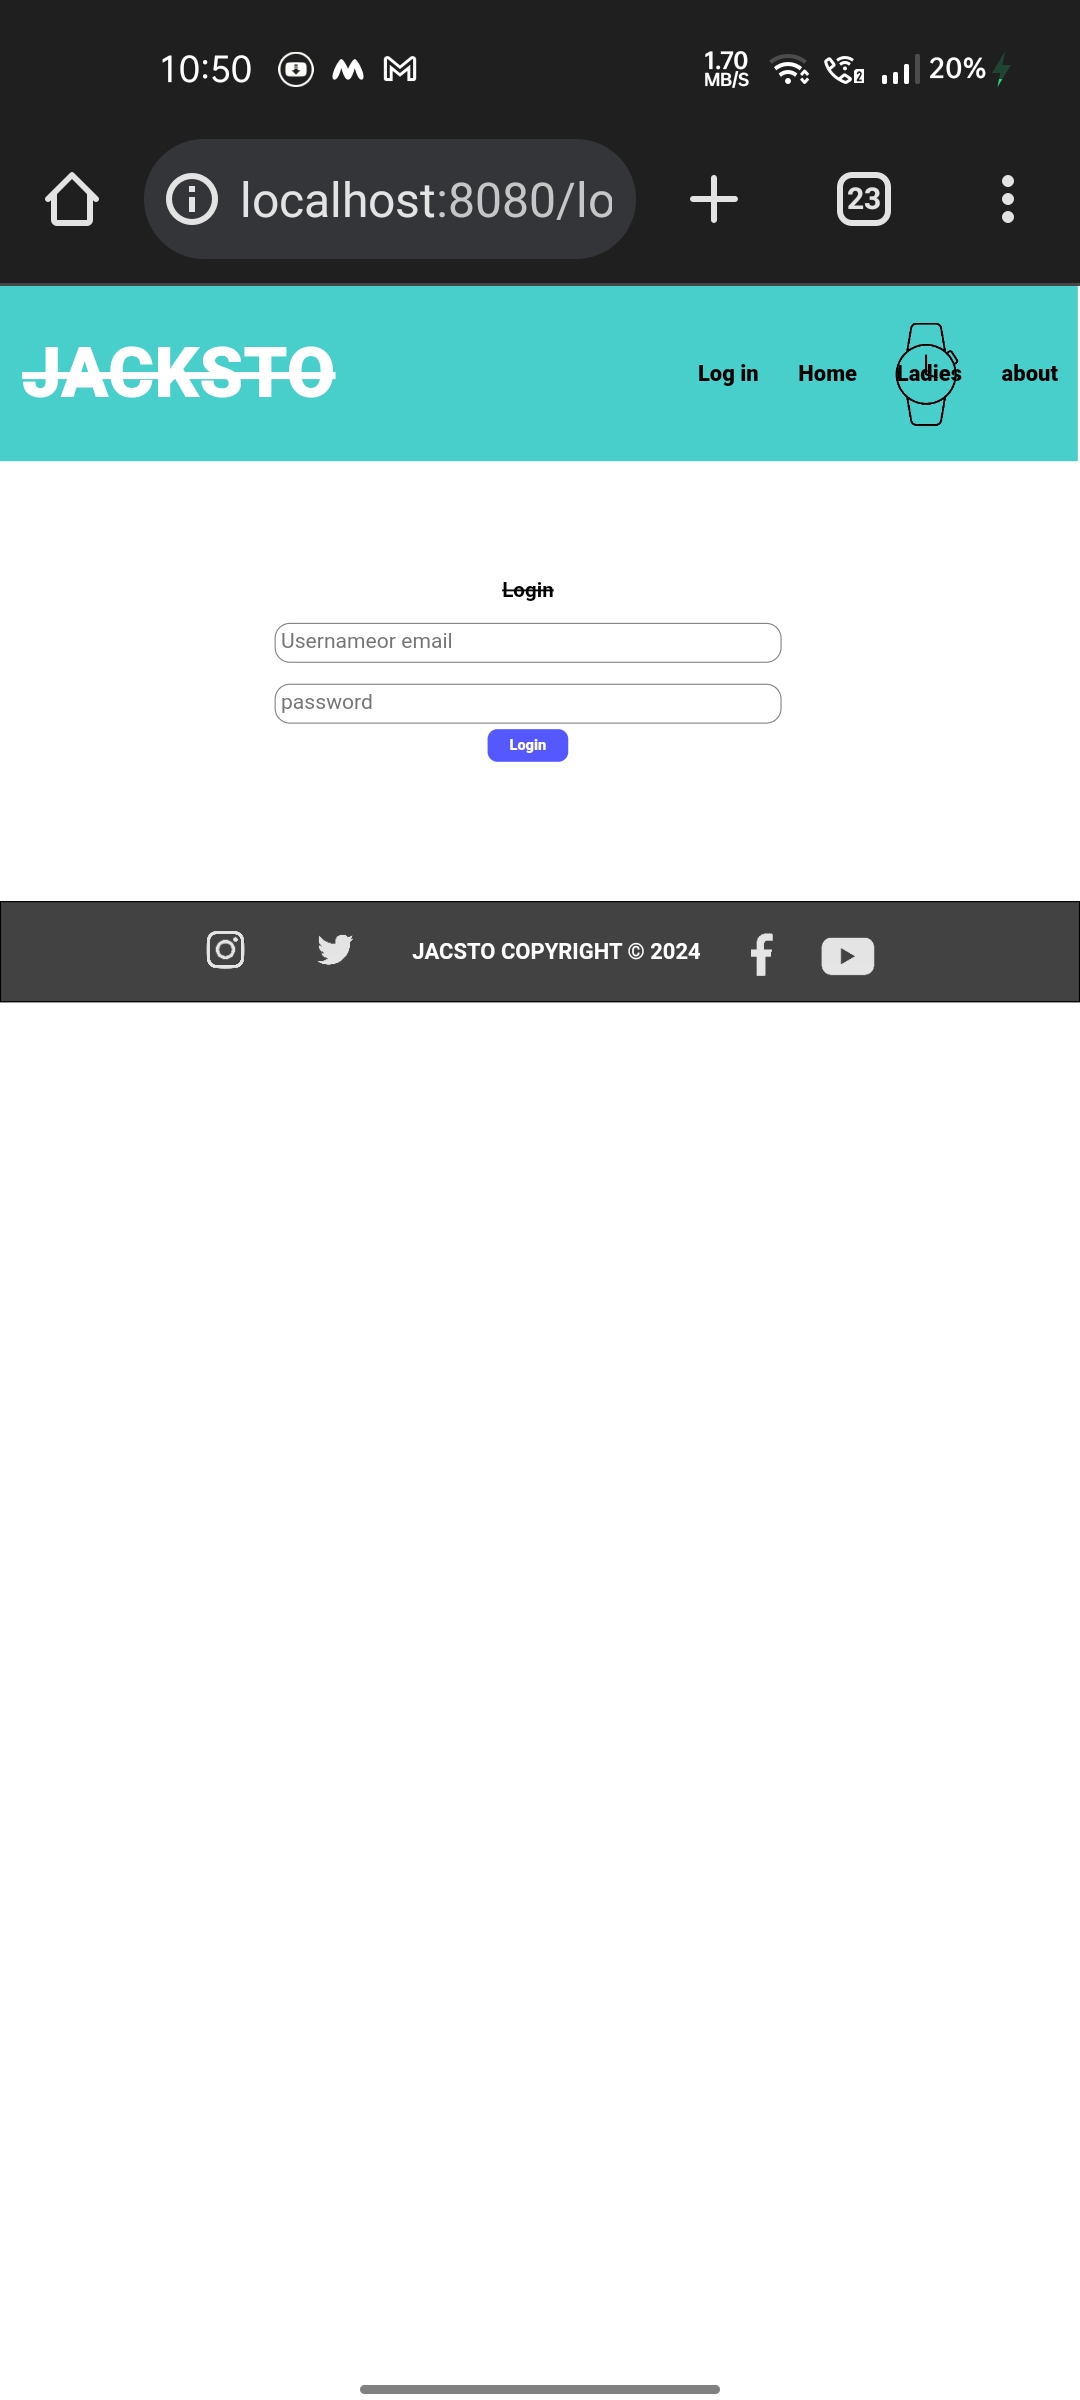 10:50 1.70 MB/S 2 20%
localhost:8080/lo 23
JACKSTO Log in Home Ladies about
Login
Usernameor email
password
Login
JACSTO COPYRIGHT © 2024